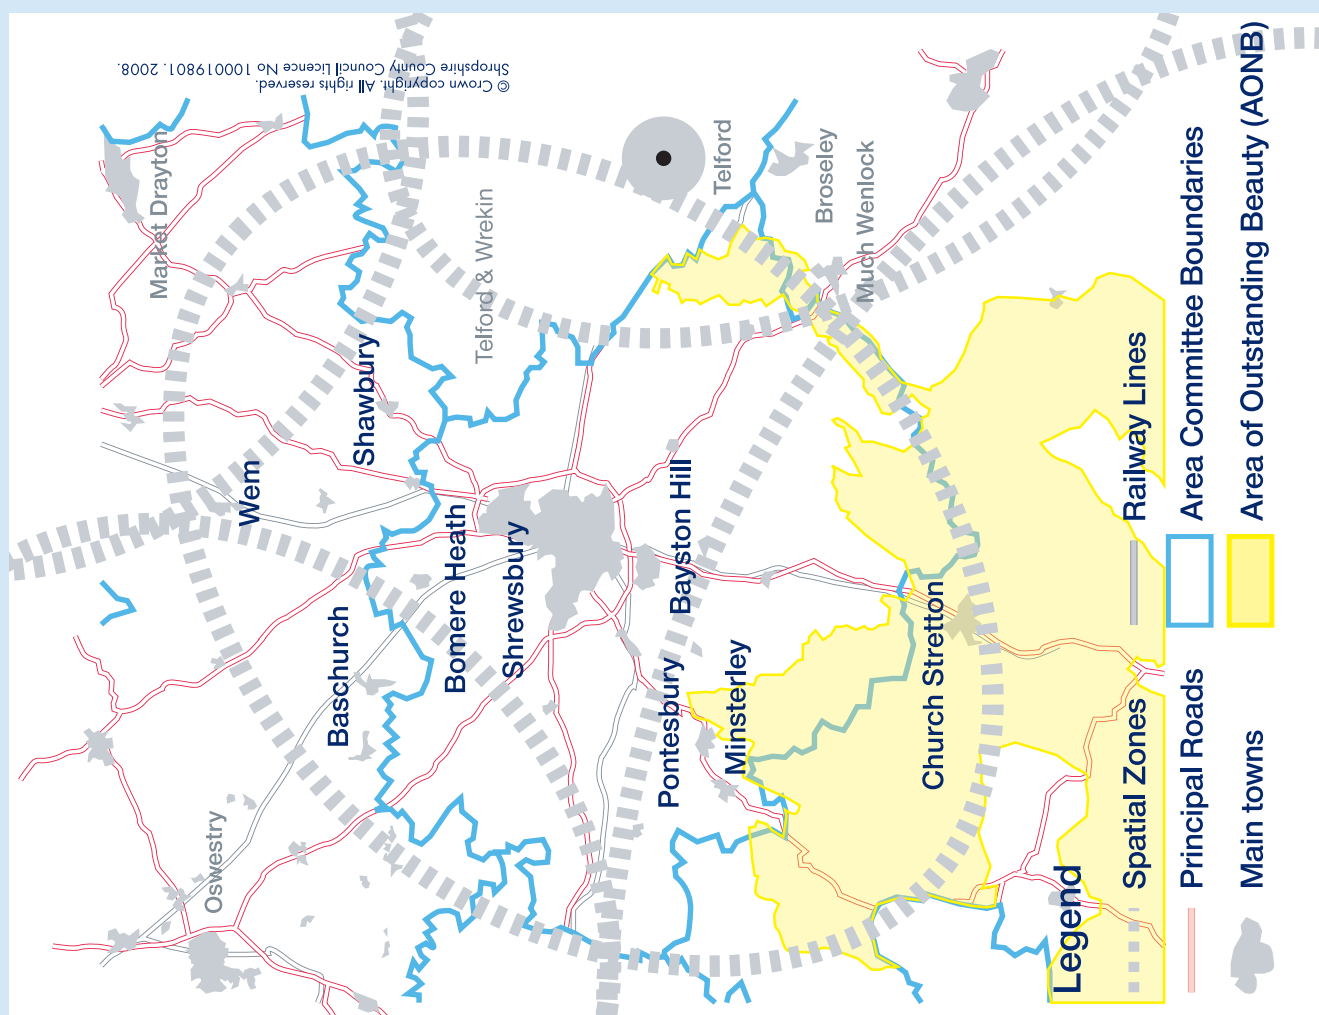 © Crown copyright. All rights reserved.
Shropshire County Council Licence No 100019801. 2008.
Market Drayton
Telford
Telford & Wrekin
Broseley
Much Wenlock
Shawbury
Wem
Baschurch
Bomere Heath
Shrewsbury
Bayston Hill
Pontesbury
Minsterley
Church Stretton
Oswestry
Legend
Spatial Zones
Principal Roads
Main towns
Railway Lines
Area Committee Boundaries
Area of Outstanding Beauty (AONB)